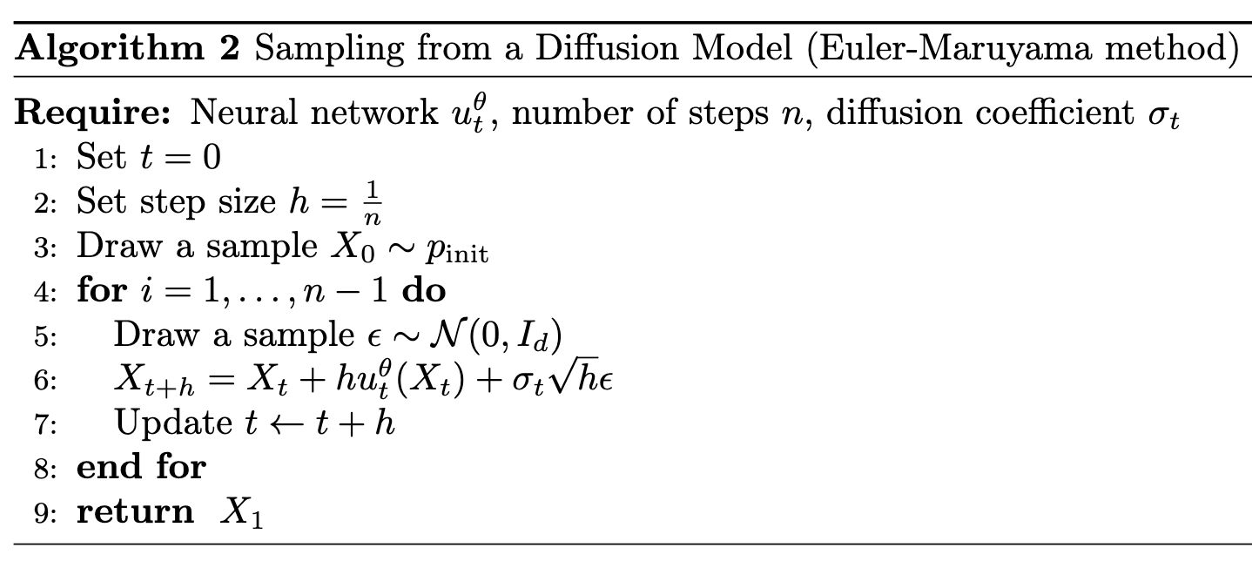 Algorithm 2 Sampling from a Diffusion Model (Euler-Maruyama method)
Require: Neural network $u_t^\theta$, number of steps $n$, diffusion coefficient $\sigma_t$
1: Set $t = 0$
2: Set step size $h = \frac{1}{n}$
3: Draw a sample $X_0 \sim p_{\text{init}}$
4: for $i = 1, \ldots, n - 1$ do
5: Draw a sample $\epsilon \sim \mathcal{N}(0, I_d)$
6: $X_{t+h} = X_t + hu_t^\theta(X_t) + \sigma_t\sqrt{h}\epsilon$
7: Update $t \leftarrow t + h$
8: end for
9: return $X_1$